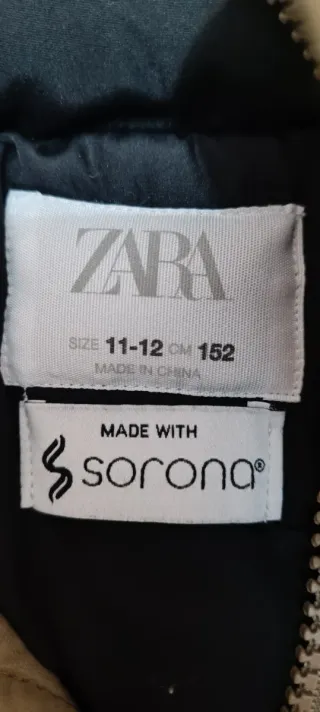 ZARA
SIZE 11-12 CM 152
MADE IN CHINA
MADE WITH
sorona®